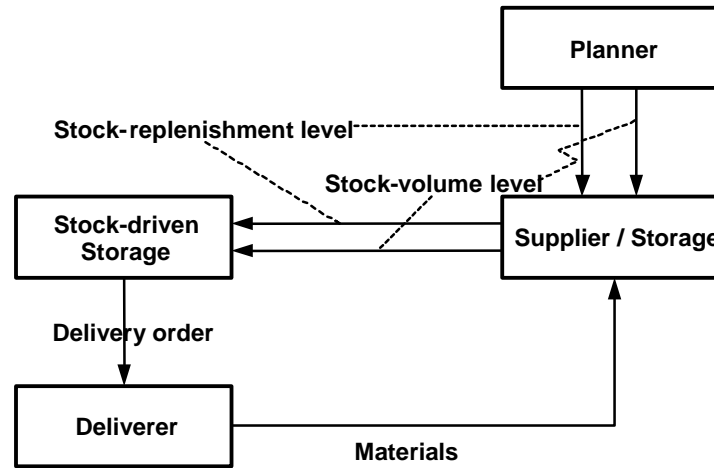 Planner
Stock-replenishment level
Stock-volume level
Stock-driven
Storage
Supplier / Storage
Delivery order
Deliverer
Materials